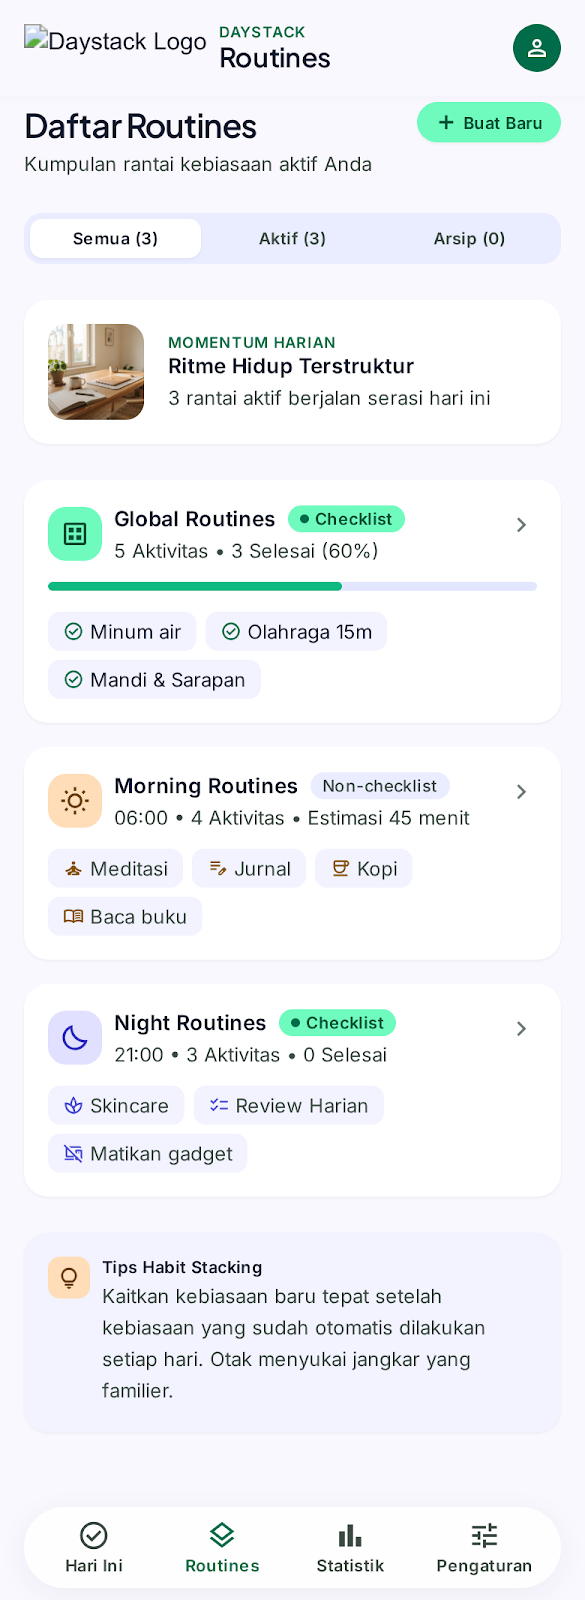 Daystack Logo
DAYSTACK
Routines
Daftar Routines
Buat Baru
Kumpulan rantai kebiasaan aktif Anda
Semua (3)
Aktif (3)
Arsip (0)
MOMENTUM HARIAN
Ritme Hidup Terstruktur
3 rantai aktif berjalan serasi hari ini
Global Routines
Checklist
5 Aktivitas • 3 Selesai (60%)
Minum air
Olahraga 15m
Mandi & Sarapan
Morning Routines
Non-checklist
06:00 • 4 Aktivitas • Estimasi 45 menit
Meditasi
Jurnal
Kopi
Baca buku
Night Routines
Checklist
21:00 • 3 Aktivitas • 0 Selesai
Skincare
Review Harian
Matikan gadget
Tips Habit Stacking
Kaitkan kebiasaan baru tepat setelah
kebiasaan yang sudah otomatis dilakukan
setiap hari. Otak menyukai jangkar yang
familier.
Hari Ini
Routines
Statistik
Pengaturan